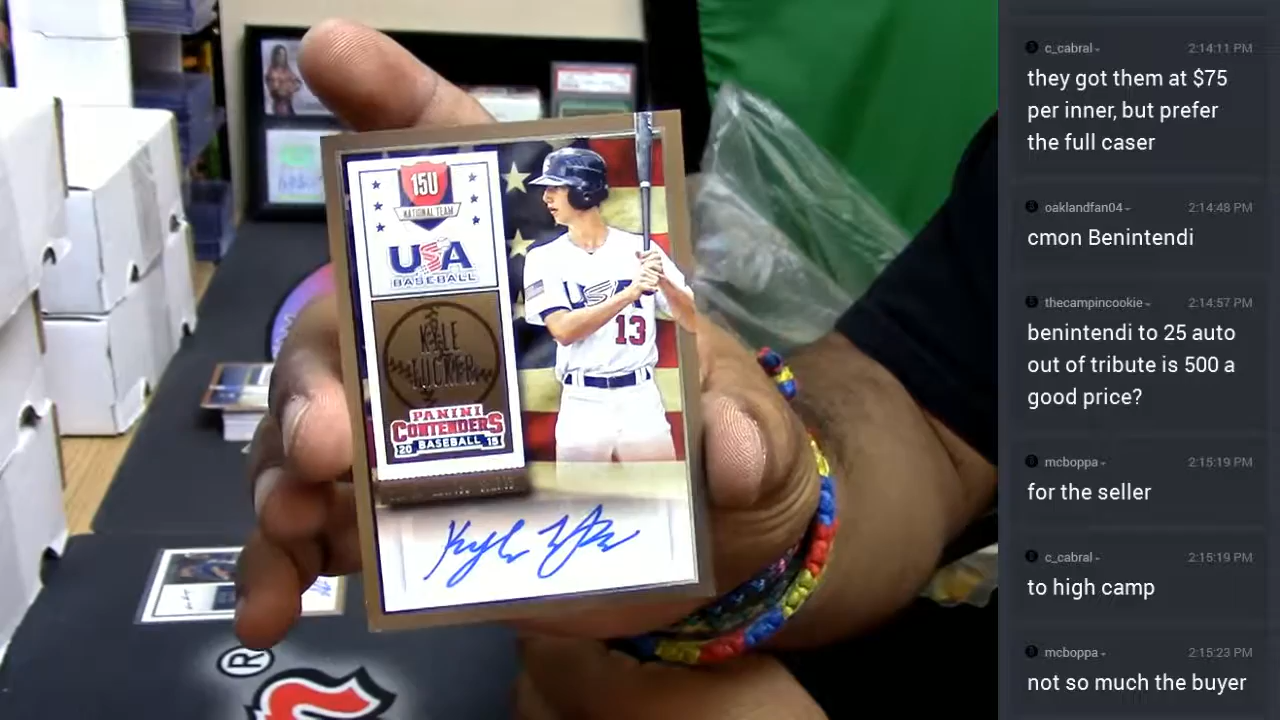 15U
NATIONAL TEAM
USA
BASEBALL
KYLE
TUCKER
PANINI
CONTENDERS
20 BASEBALL 15
USA
13
Kyle Tucker
®
c_cabral
2:14:11 PM
they got them at $75
per inner, but prefer
the full caser
oaklandfan04
2:14:48 PM
cmon Benintendi
thecampincookie
2:14:57 PM
benintendi to 25 auto
out of tribute is 500 a
good price?
mcboppa
2:15:19 PM
for the seller
c_cabral
2:15:19 PM
to high camp
mcboppa
2:15:23 PM
not so much the buyer